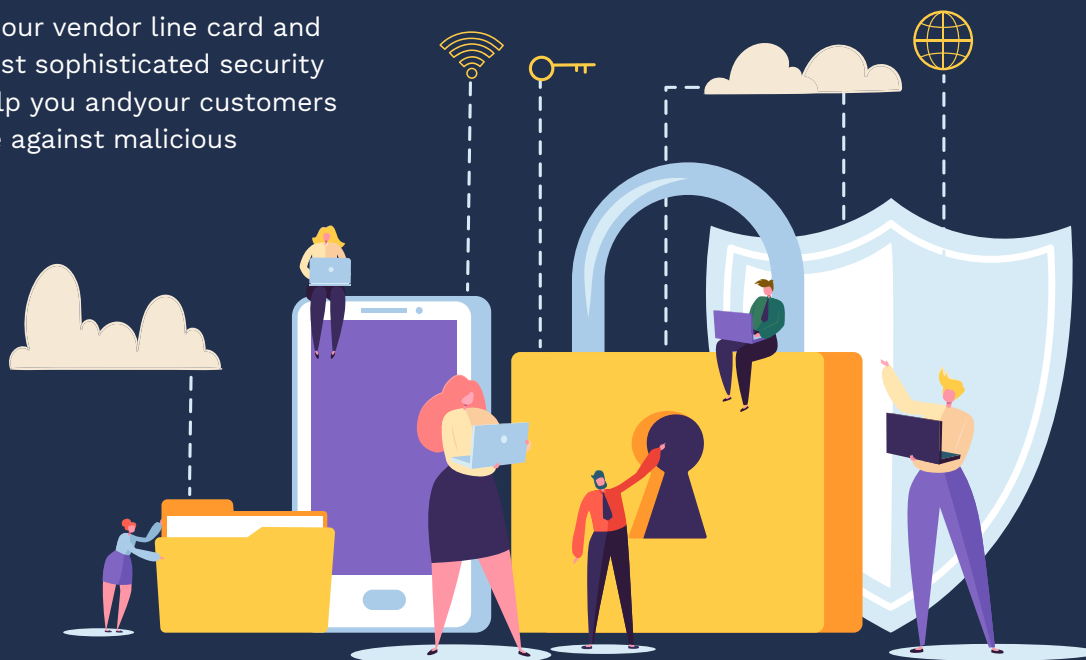 our vendor line card and
st sophisticated security
lp you andyour customers
against malicious